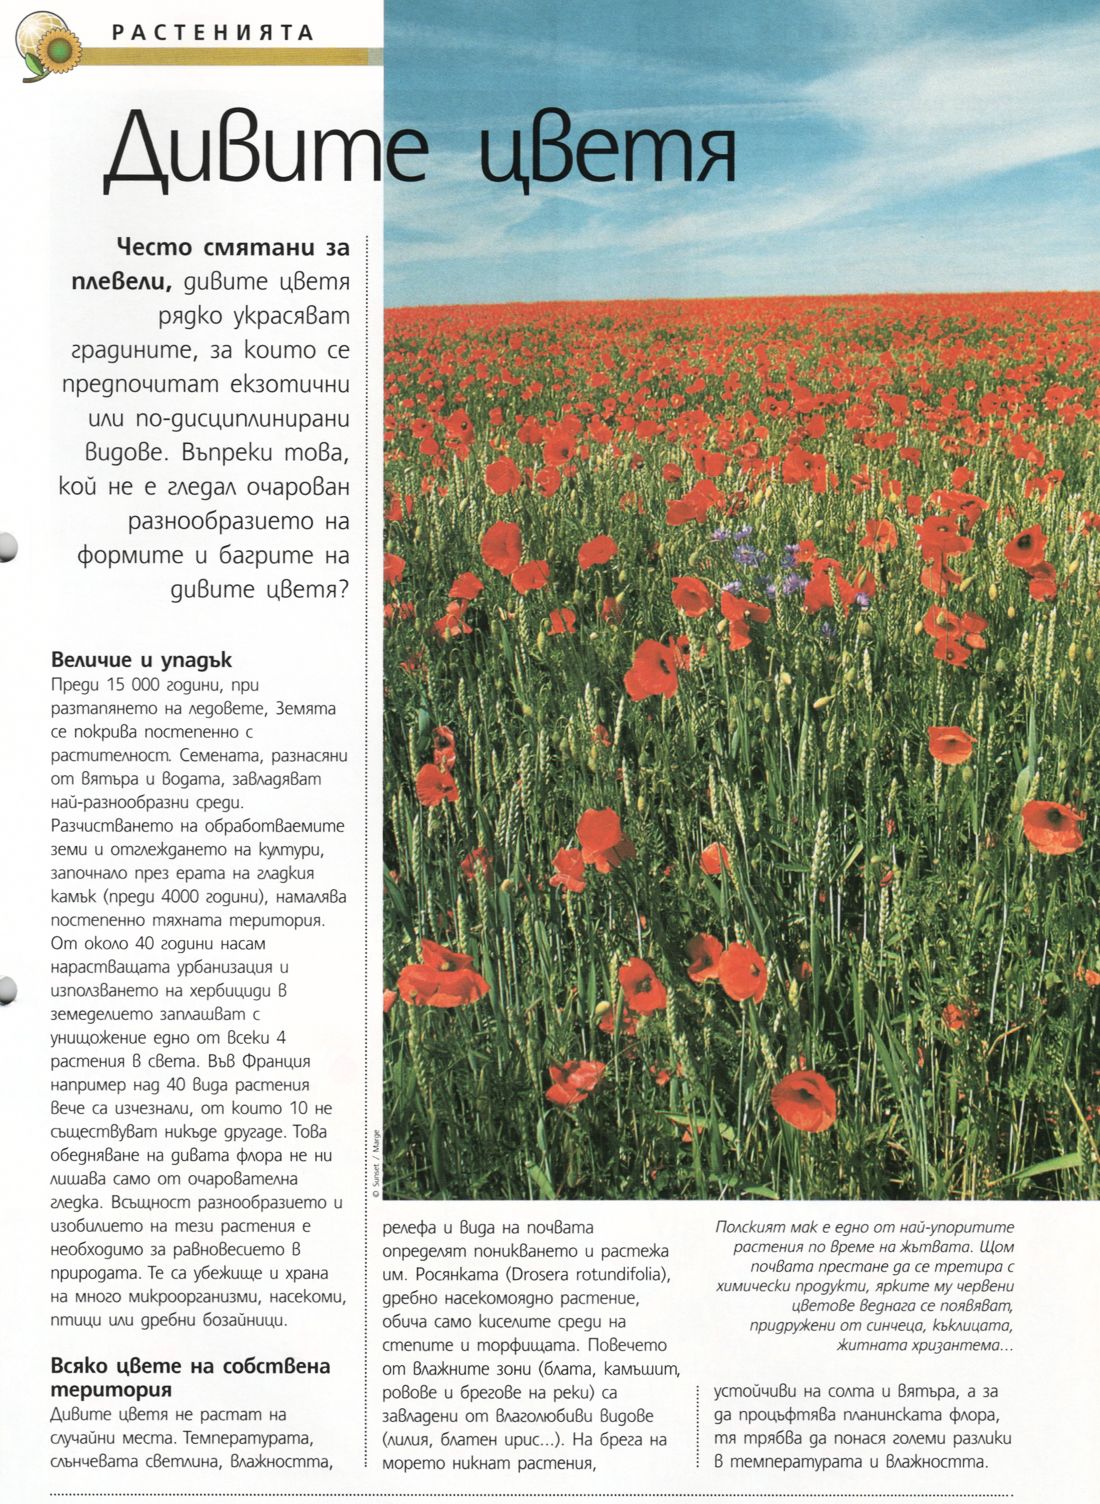 РАСТЕНИЯТА
Дивите цветя
Често смятани за
плевели, дивите цветя
рядко украсяват
градините, за които се
предпочитат екзотични
или по-дисциплинирани
видове. Въпреки това,
кой не е гледал очарован
разнообразието на
формите и багрите на
дивите цветя?
Величие и упадък
Преди 15 000 години, при
разтапянето на ледовете, Земята
се покрива постепенно с
растителност. Семената, разнасяни
от вятъра и водата, завладяват
най-разнообразни среди.
Разчистването на обработваемите
земи и отглеждането на култури,
започнало през ерата на гладкия
камък (преди 4000 години), намалява
постепенно тяхната територия.
От около 40 години насам
нарастващата урбанизация и
използването на хербициди в
земеделието заплашват с
унищожение едно от всеки 4
растения в света. Във Франция
например над 40 вида растения
вече са изчезнали, от които 10 не
съществуват никъде другаде. Това
обедняване на дивата флора не ни
лишава само от очарователна
гледка. Всъщност разнообразието и
изобилието на тези растения е
необходимо за равновесието в
природата. Те са убежище и храна
на много микроорганизми, насекоми,
птици или дребни бозайници.
Всяко цвете на собствена
територия
Дивите цветя не растат на
случайни места. Температурата,
слънчевата светлина, влажността,
© Sunset / Marge
релефа и вида на почвата
определят поникването и растежа
им. Росянката (Drosera rotundifolia),
дребно насекомоядно растение,
обича само киселите среди на
степите и торфищата. Повечето
от влажните зони (блата, камъшит,
ровове и брегове на реки) са
завладени от влаголюбиви видове
(лилия, блатен ирис...). На брега на
морето никнат растения,
Полският мак е едно от най-упоритите
растения по време на жътвата. Щом
почвата престане да се третира с
химически продукти, ярките му червени
цветове веднага се появяват,
придружени от синчеца, къклицата,
житната хризантема...
устойчиви на солта и вятъра, а за
да процъфтява планинската флора,
тя трябва да понася големи разлики
в температурата и влажността.